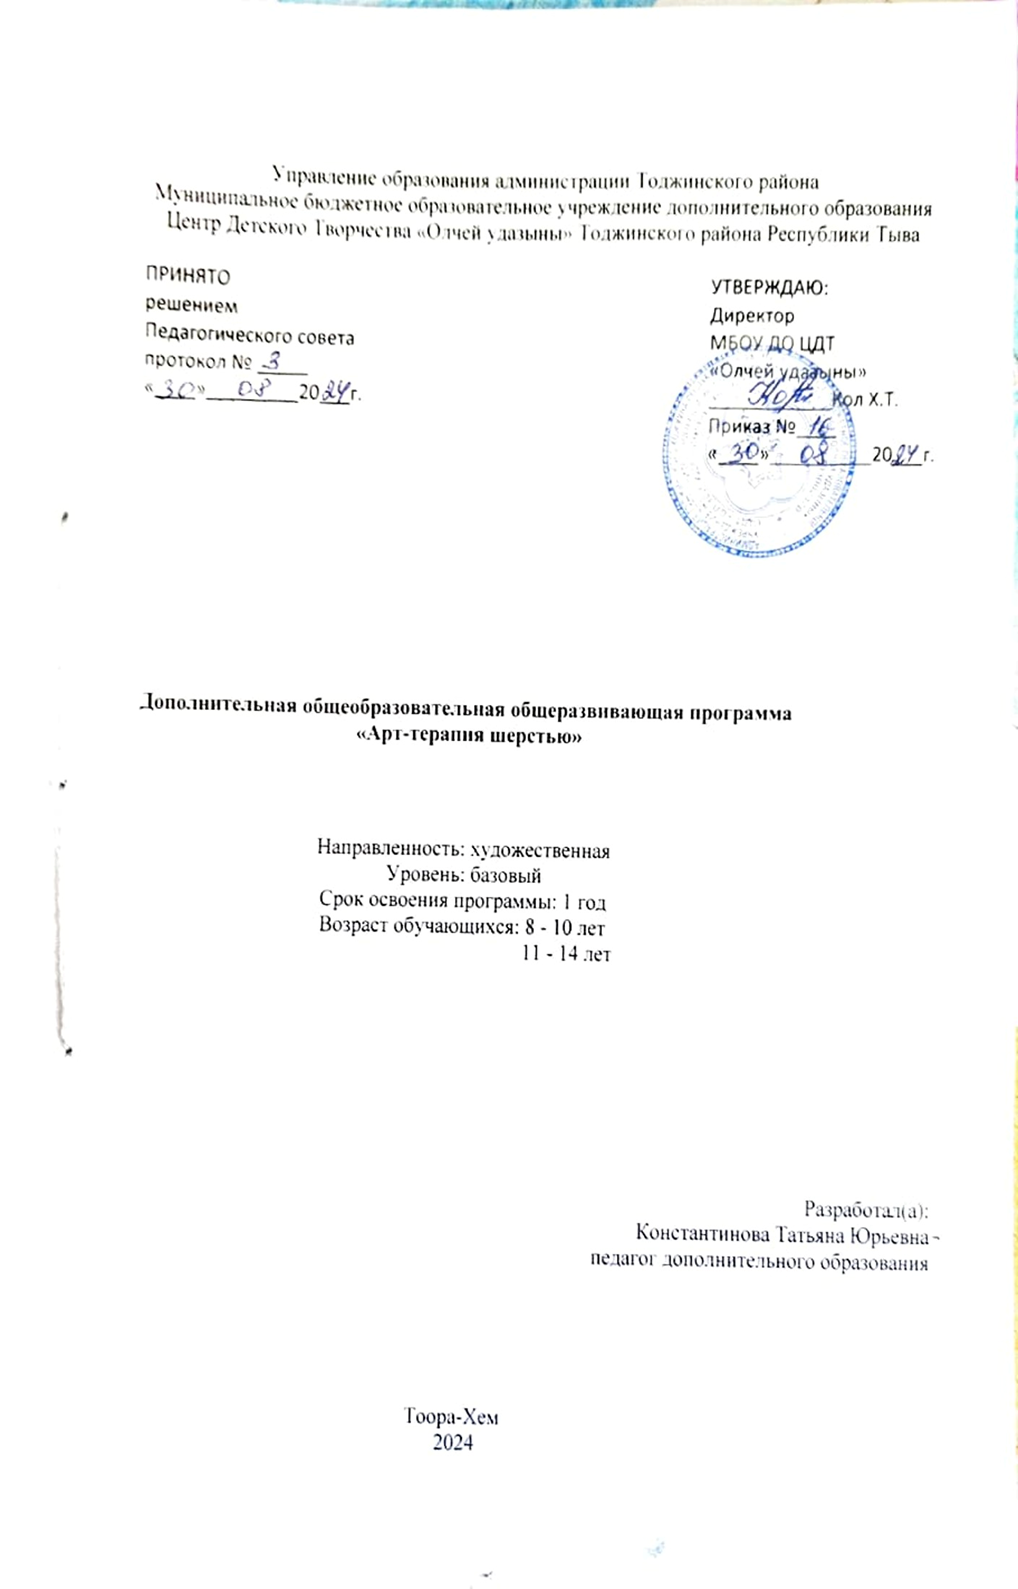 Управление образования администрации Тоджинского района
Муниципальное бюджетное образовательное учреждение дополнительного образования
Центр Детского Творчества «Олчей удазыны» Тоджинского района Республики Тыва
ПРИНЯТО
решением
Педагогического совета
протокол № 3
«30» 08 2024г.
УТВЕРЖДАЮ:
Директор
МБОУ ДО ЦДТ
«Олчей удазыны»
Кол Х.Т.
Приказ № 16
«30» 08 2024г.
Дополнительная общеобразовательная общеразвивающая программа
«Арт-терапия шерстью»
Направленность: художественная
Уровень: базовый
Срок освоения программы: 1 год
Возраст обучающихся: 8 - 10 лет
11 - 14 лет
Разработал(а):
Константинова Татьяна Юрьевна-
педагог дополнительного образования
Тоора-Хем
2024